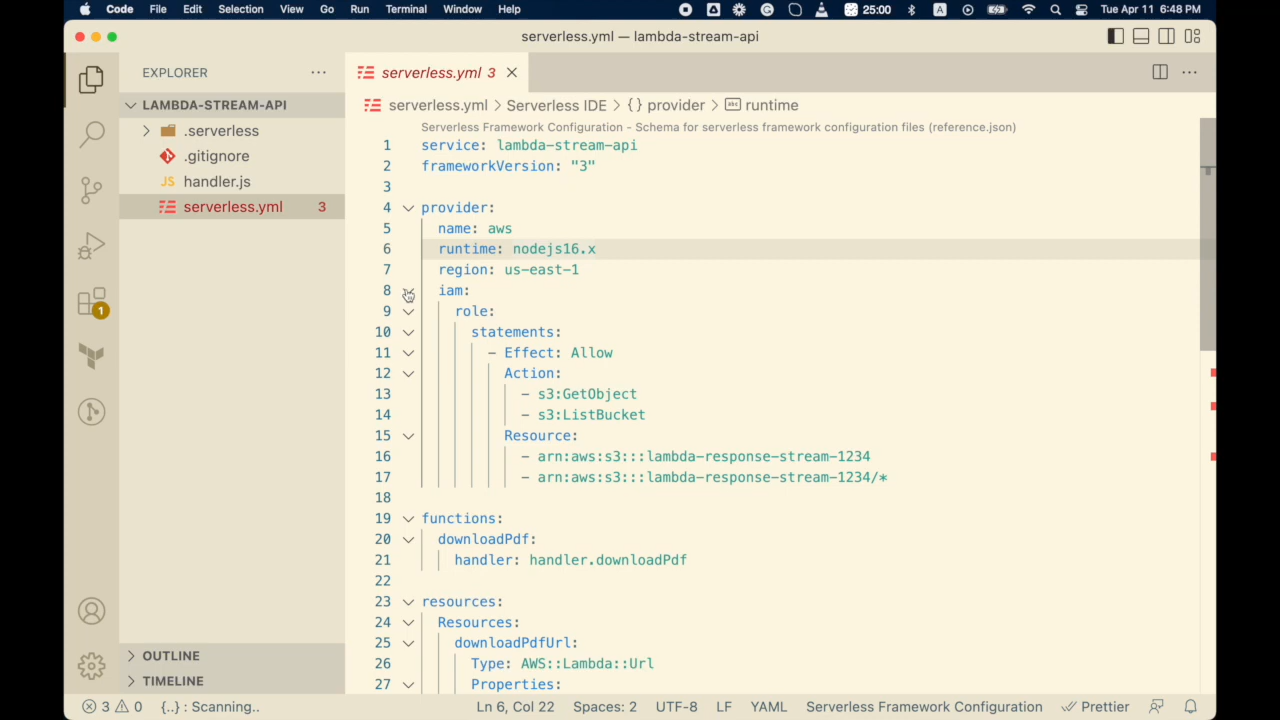 Code File Edit Selection View Go Run Terminal Window Help A 25:00 A Tue Apr 11 6:48 PM
serverless.yml — lambda-stream-api
EXPLORER ···
serverless.yml 3
LAMBDA-STREAM-API
serverless.yml > Serverless IDE > {} provider > abc runtime
.serverless
.gitignore
JS handler.js
serverless.yml 3
1
Serverless Framework Configuration - Schema for serverless framework configuration files (reference.json)
1 service: lambda-stream-api
2 frameworkVersion: "3"
3
4 provider:
5 name: aws
6 runtime: nodejs16.x
7 region: us-east-1
8 iam:
9 role:
10 statements:
11 - Effect: Allow
12 Action:
13 - s3:GetObject
14 - s3:ListBucket
15 Resource:
16 - arn:aws:s3:::lambda-response-stream-1234
17 - arn:aws:s3:::lambda-response-stream-1234/*
18
19 functions:
20 downloadPdf:
21 handler: handler.downloadPdf
22
23 resources:
24 Resources:
25 downloadPdfUrl:
26 Type: AWS::Lambda::Url
27 Properties:
OUTLINE
TIMELINE
3 0 {..} : Scanning.. Ln 6, Col 22 Spaces: 2 UTF-8 LF YAML Serverless Framework Configuration Prettier